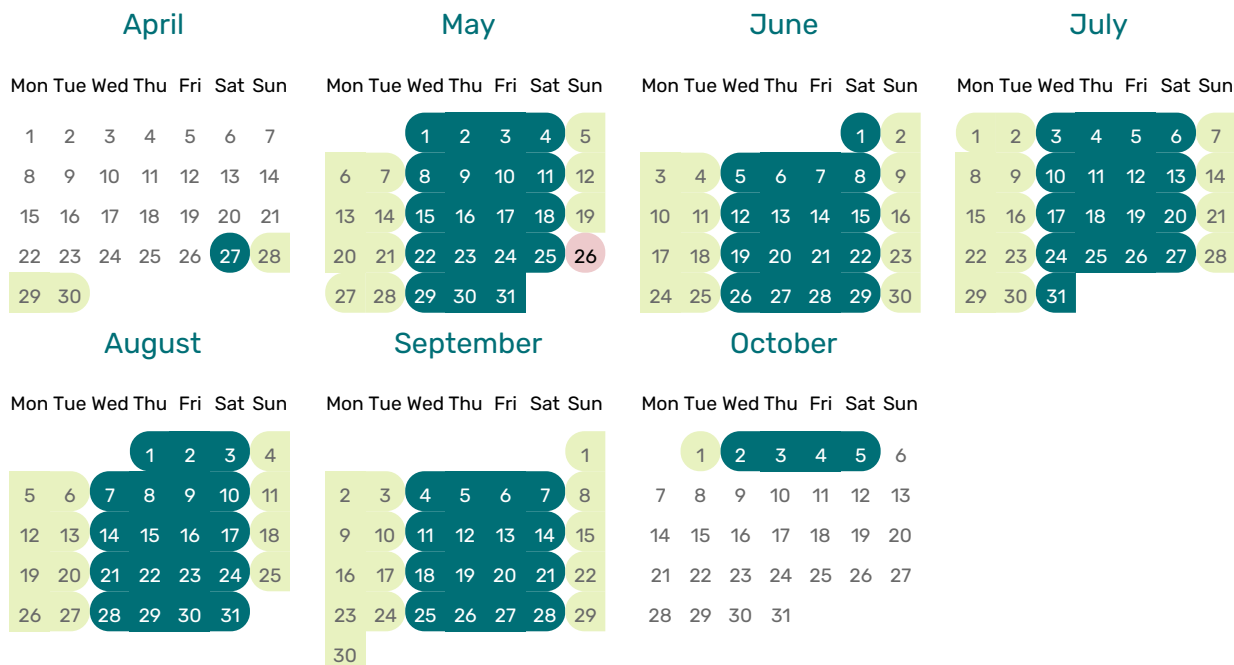 April May June July
Mon Tue Wed Thu Fri Sat Sun Mon Tue Wed Thu Fri Sat Sun Mon Tue Wed Thu Fri Sat Sun Mon Tue Wed Thu Fri Sat Sun
1 2 3 4 5 6 7 1 2 3 4 5 1 2 1 2 3 4 5 6 7
8 9 10 11 12 13 14 6 7 8 9 10 11 12 3 4 5 6 7 8 9 8 9 10 11 12 13 14
15 16 17 18 19 20 21 13 14 15 16 17 18 19 10 11 12 13 14 15 16 15 16 17 18 19 20 21
22 23 24 25 26 27 28 20 21 22 23 24 25 26 17 18 19 20 21 22 23 22 23 24 25 26 27 28
29 30 27 28 29 30 31 24 25 26 27 28 29 30 29 30 31
August September October
Mon Tue Wed Thu Fri Sat Sun Mon Tue Wed Thu Fri Sat Sun Mon Tue Wed Thu Fri Sat Sun
1 2 3 4 1 1 2 3 4 5 6
5 6 7 8 9 10 11 2 3 4 5 6 7 8 7 8 9 10 11 12 13
12 13 14 15 16 17 18 9 10 11 12 13 14 15 14 15 16 17 18 19 20
19 20 21 22 23 24 25 16 17 18 19 20 21 22 21 22 23 24 25 26 27
26 27 28 29 30 31 23 24 25 26 27 28 29 28 29 30 31
30